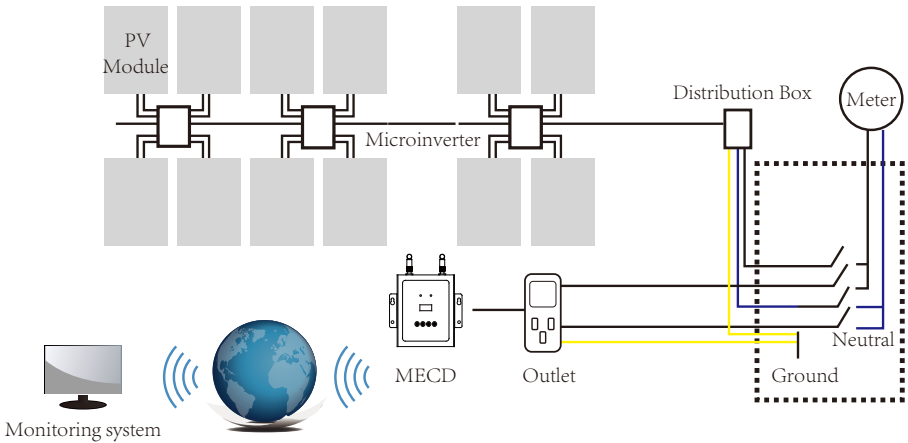 PV
Module
Distribution Box
Meter
Microinverter
Neutral
MECD
Outlet
Ground
Monitoring system